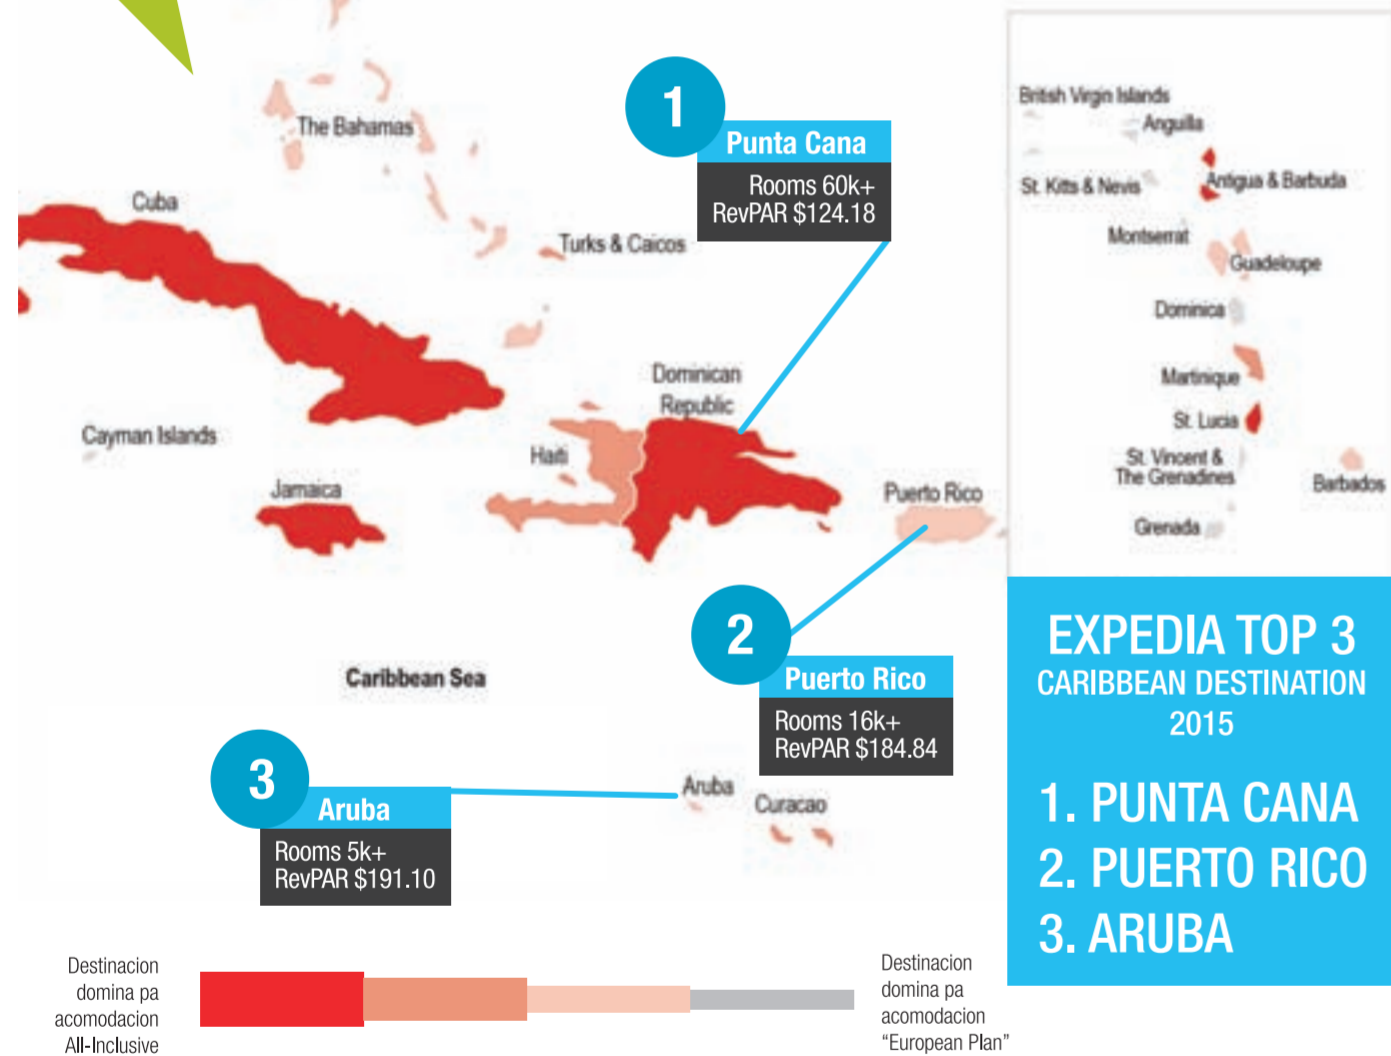 The Bahamas
Cuba
Turks & Caicos
Cayman Islands
Jamaica
Haiti
Dominican
Republic
Puerto Rico
Caribbean Sea
Aruba
Curacao
1
Punta Cana
Rooms 60k+
RevPAR $124.18
2
Puerto Rico
Rooms 16k+
RevPAR $184.84
3
Aruba
Rooms 5k+
RevPAR $191.10
British Virgin Islands
Anguilla
St. Kitts & Nevis
Antigua & Barbuda
Montserrat
Guadeloupe
Dominica
Martinique
St. Lucia
St. Vincent &
The Grenadines
Barbados
Grenada
EXPEDIA TOP 3
CARIBBEAN DESTINATION
2015
1. PUNTA CANA
2. PUERTO RICO
3. ARUBA
Destinacion
domina pa
acomodacion
All-Inclusive
Destinacion
domina pa
acomodacion
“European Plan”